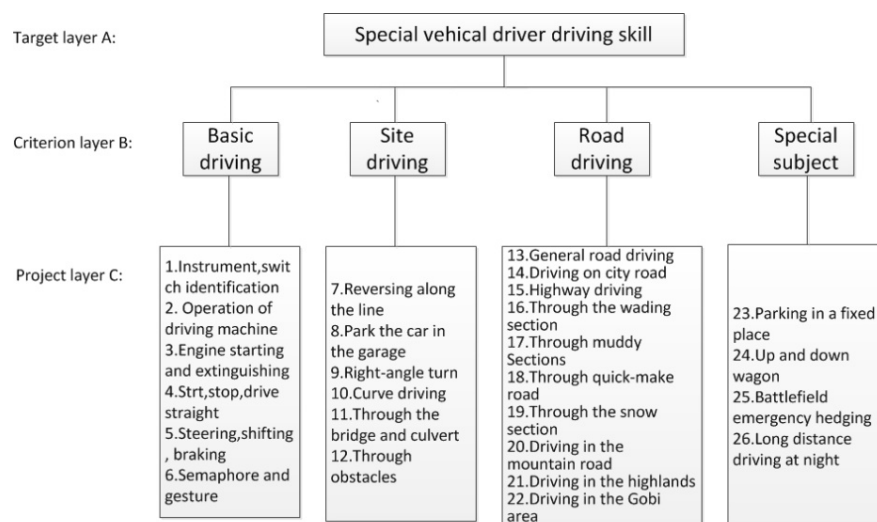 Target layer A:
Special vehical driver driving skill
Criterion layer B:
Basic
driving
Site
driving
Road
driving
Special
subject
Project layer C:
1.Instrument,swit
ch identification
2. Operation of
driving machine
3.Engine starting
and extinguishing
4.Strt,stop,drive
straight
5.Steering,shifting
, braking
6.Semaphore and
gesture
7.Reversing along
the line
8.Park the car in
the garage
9.Right-angle turn
10.Curve driving
11.Through the
bridge and culvert
12.Through
obstacles
13.General road driving
14.Driving on city road
15.Highway driving
16.Through the wading
section
17.Through muddy
Sections
18.Through quick-make
road
19.Through the snow
section
20.Driving in the
mountain road
21.Driving in the highlands
22.Driving in the Gobi
area
23.Parking in a fixed
place
24.Up and down
wagon
25.Battlefield
emergency hedging
26.Long distance
driving at night